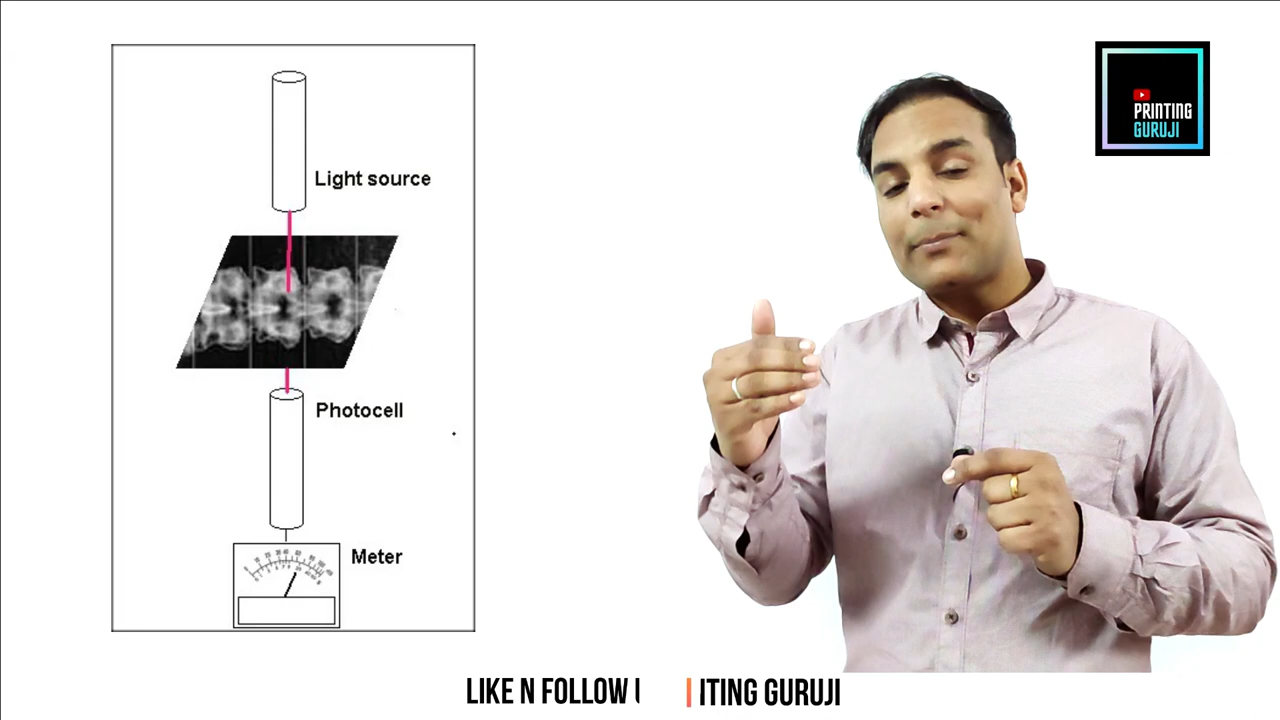 Light source
Photocell
Meter
PRINTING
GURUJI
LIKE N FOLLOW ITING GURUJI